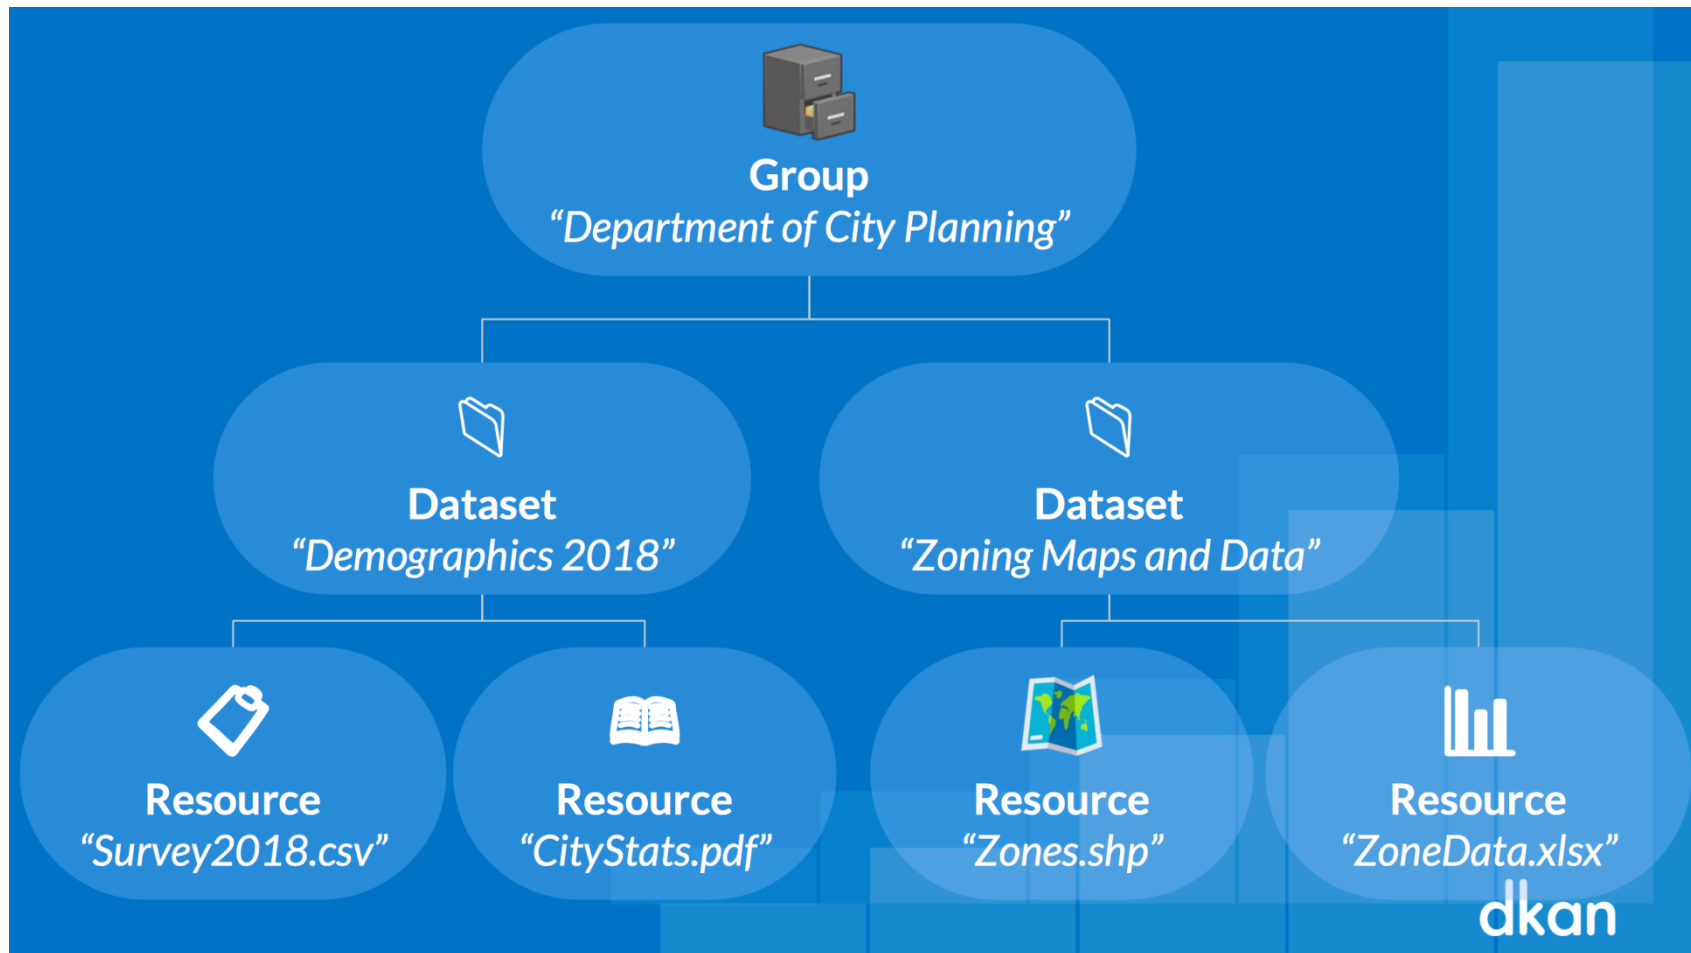 Group
“Department of City Planning”
Dataset
“Demographics 2018”
Dataset
“Zoning Maps and Data”
Resource
“Survey2018.csv”
Resource
“CityStats.pdf”
Resource
“Zones.shp”
Resource
“ZoneData.xlsx”
dkan